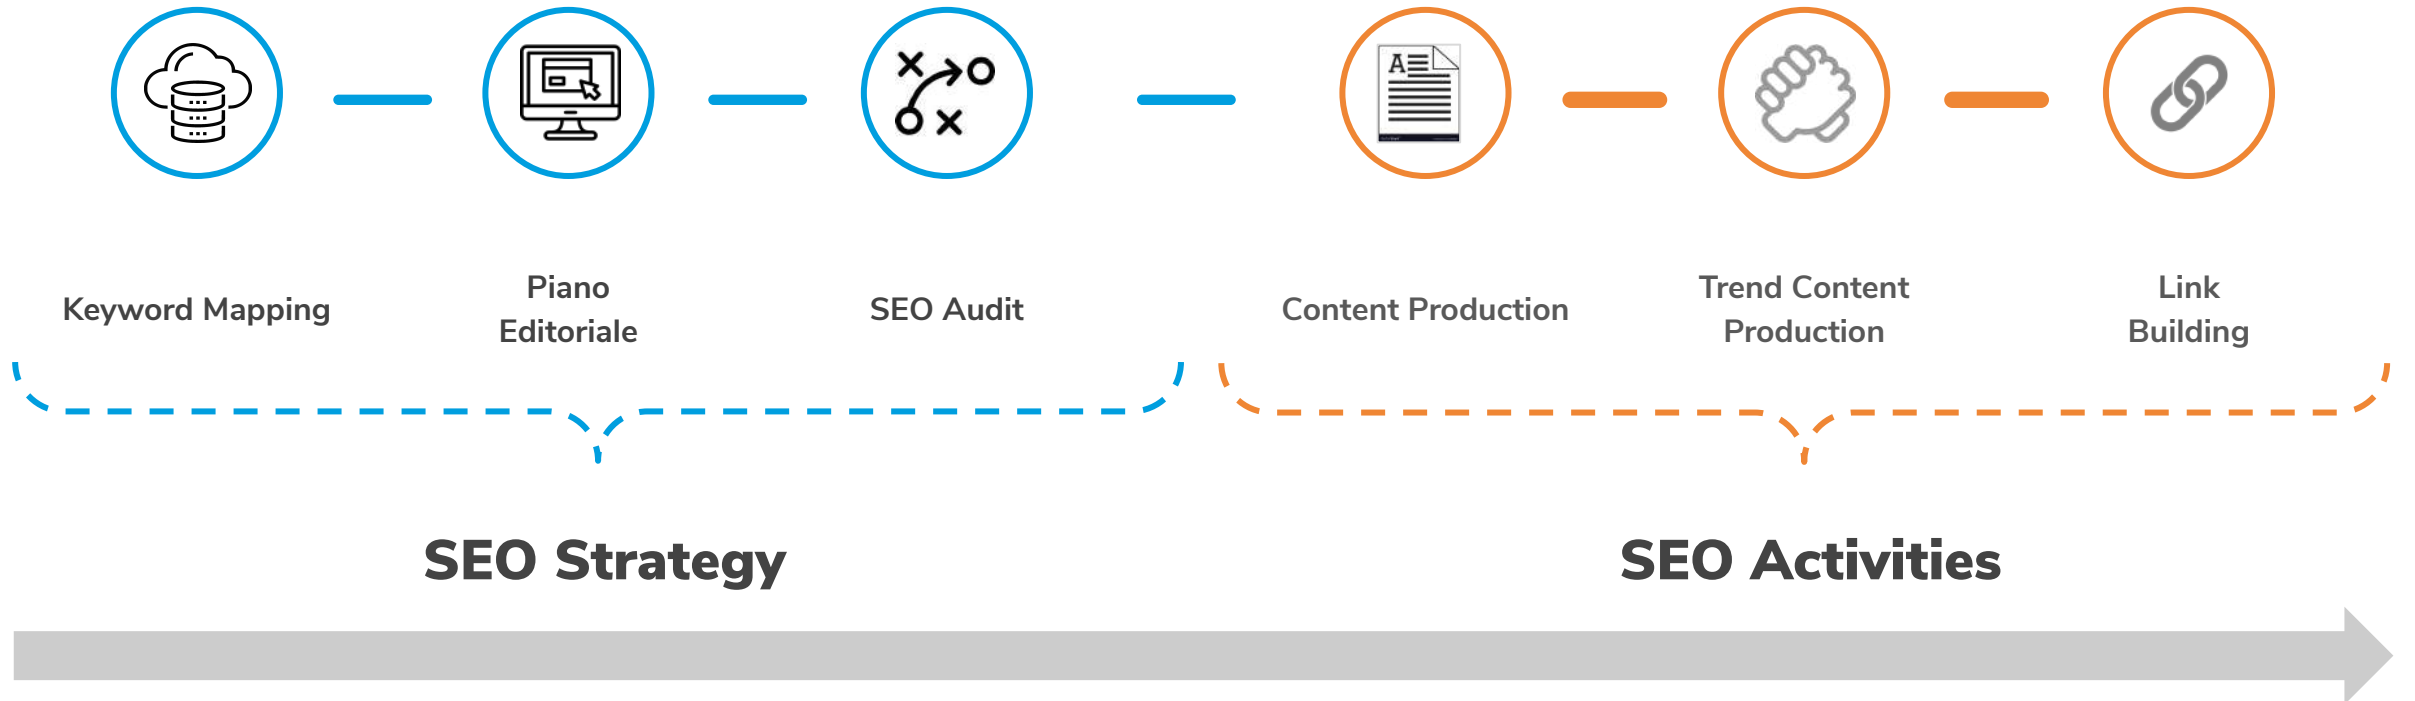 Keyword Mapping
Piano
Editoriale
SEO Audit
Content Production
Trend Content
Production
Link
Building
SEO Strategy
SEO Activities